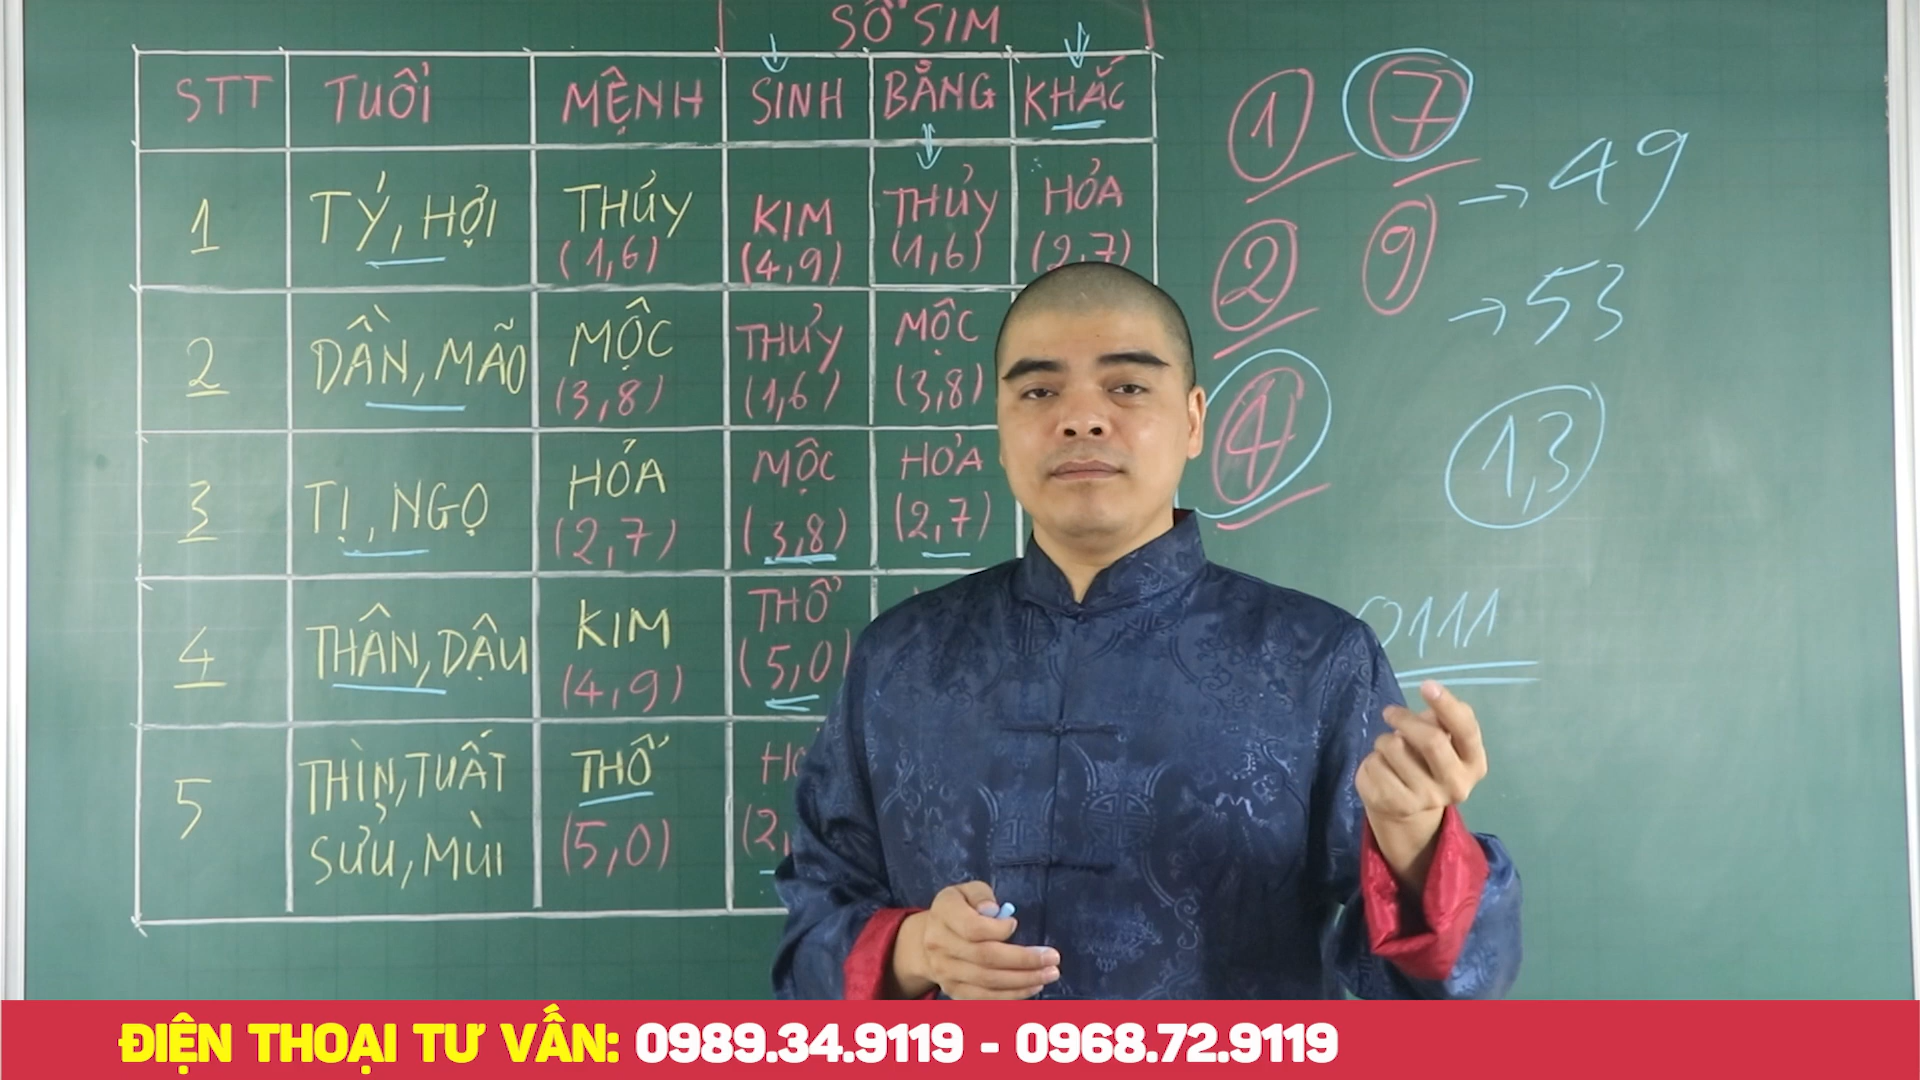 SỐ SIM
STT TUỔI MỆNH SINH BẰNG KHẮC
1 TÝ, HỢI THỦY (1,6) KIM (4,9) THỦY (1,6) HỎA (2,7)
2 DẦN, MÃO MỘC (3,8) THỦY (1,6) MỘC (3,8)
3 TỊ, NGỌ HỎA (2,7) MỘC (3,8) HỎA (2,7)
4 THÂN, DẬU KIM (4,9) THỔ (5,0)
5 THÌN, TUẤT SỬU, MÙI THỔ (5,0)
1 7
2 9
4
→ 49
→ 53
1,3
0111
ĐIỆN THOẠI TƯ VẤN: 0989.34.9119 - 0968.72.9119